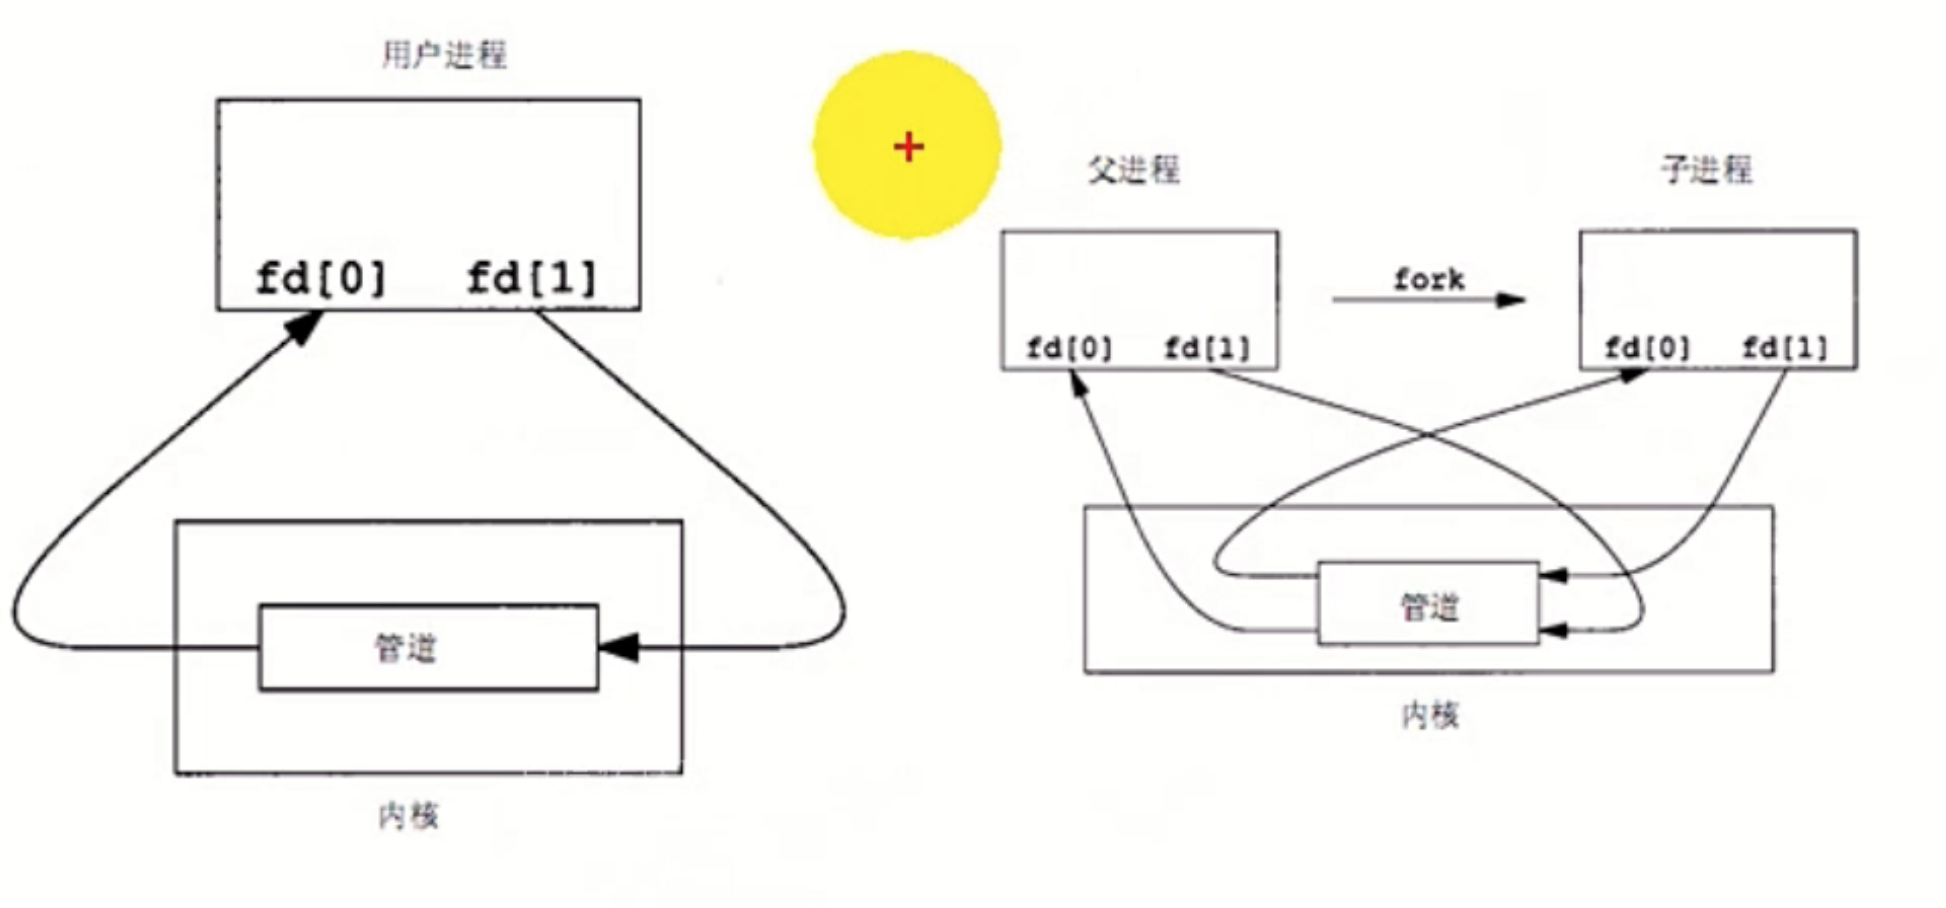 用户进程
fd[0] fd[1]
管道
内核
父进程
子进程
fork
fd[0] fd[1]
fd[0] fd[1]
管道
内核